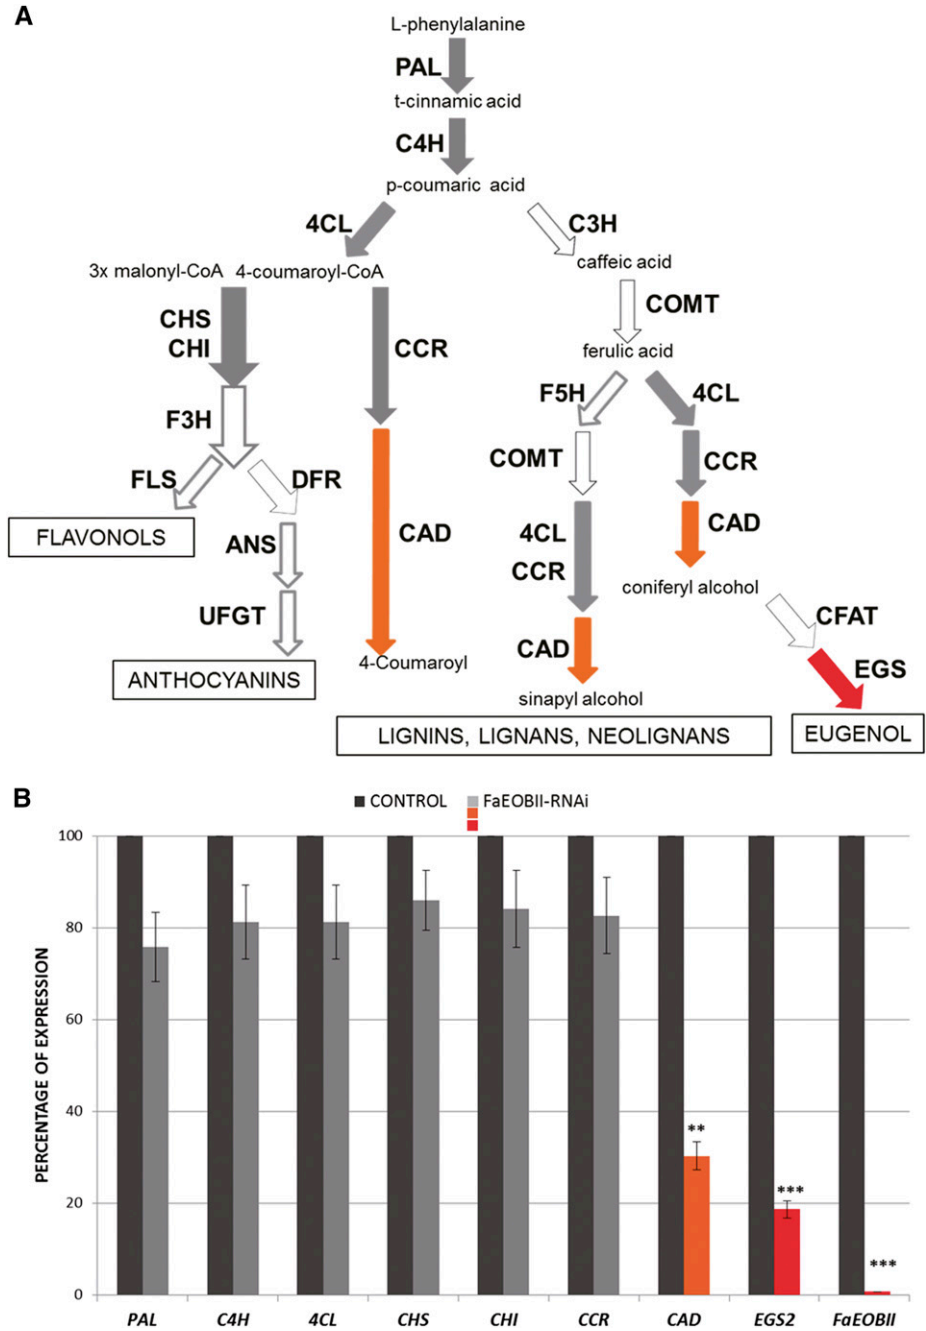 A
L-phenylalanine
PAL
t-cinnamic acid
C4H
p-coumaric acid
4CL
C3H
3x malonyl-CoA 4-coumaroyl-CoA
caffeic acid
CHS
CHI
CCR
COMT
ferulic acid
F3H
F5H
4CL
FLS
DFR
COMT
CCR
FLAVONOLS
ANS
CAD
4CL
CCR
CAD
coniferyl alcohol
UFGT
CFAT
4-Coumaroyl
CAD
EGS
ANTHOCYANINS
sinapyl alcohol
LIGNINS, LIGNANS, NEOLIGNANS
EUGENOL
B
CONTROL FaEOBII-RNAi
PERCENTAGE OF EXPRESSION
100
80
60
40
20
0
**
***
***
PAL C4H 4CL CHS CHI CCR CAD EGS2 FaEOBII